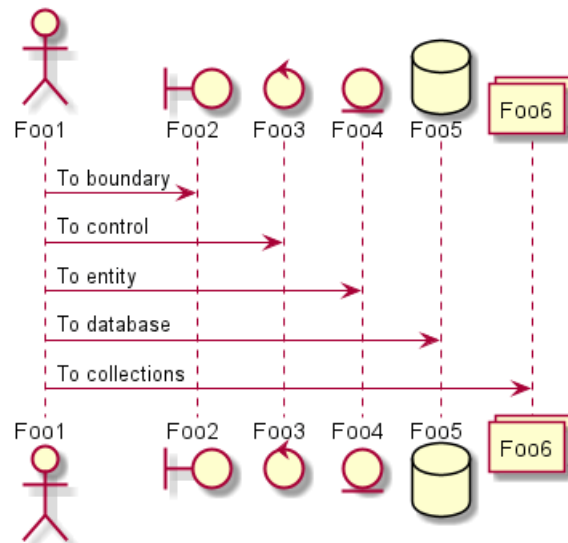 Foo1 Foo2 Foo3 Foo4 Foo5 Foo6
To boundary
To control
To entity
To database
To collections
Foo1 Foo2 Foo3 Foo4 Foo5 Foo6